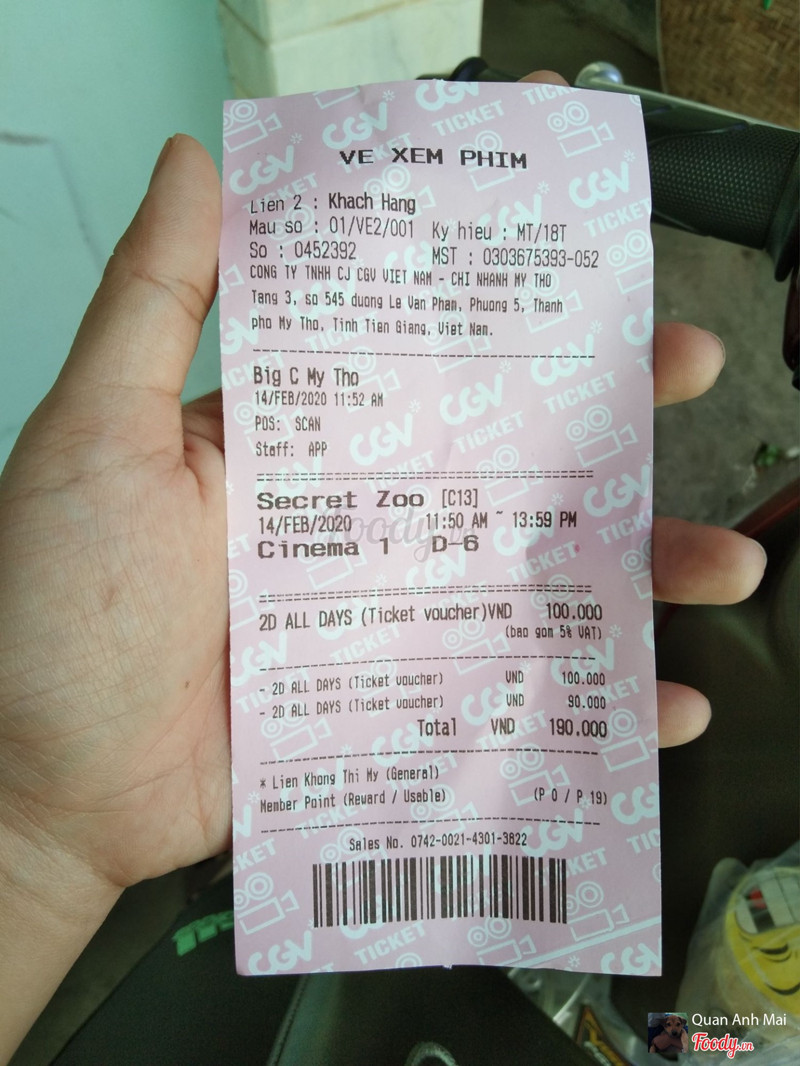 VE XEM PHIM
Lien 2 : Khach Hang
Mau so : 01/VE2/001 Ky hieu : MT/18T
So : 0452392 MST : 0303675393-052
CONG TY TNHH CJ CGV VIET NAM - CHI NHANH MY THO
Tang 3, so 545 duong Le Van Pham, Phuong 5, Thanh
pho My Tho, Tinh Tien Giang, Viet Nam.
Big C My Tho
14/FEB/2020 11:52 AM
POS: SCAN
Staff: APP
Secret Zoo [C13]
14/FEB/2020 11:50 AM ~ 13:59 PM
Cinema 1 D-6
2D ALL DAYS (Ticket voucher)VND 100.000
(bao gom 5% VAT)
- 2D ALL DAYS (Ticket voucher) VND 100.000
- 2D ALL DAYS (Ticket voucher) VND 90.000
Total VND 190.000
* Lien Khong Thi My (General)
Member Point (Reward / Usable) (P 0 / P 19)
Sales No. 0742-0021-4301-3622
CGV TICKET
Foody.vn
Quan Anh Mai
Foody.vn